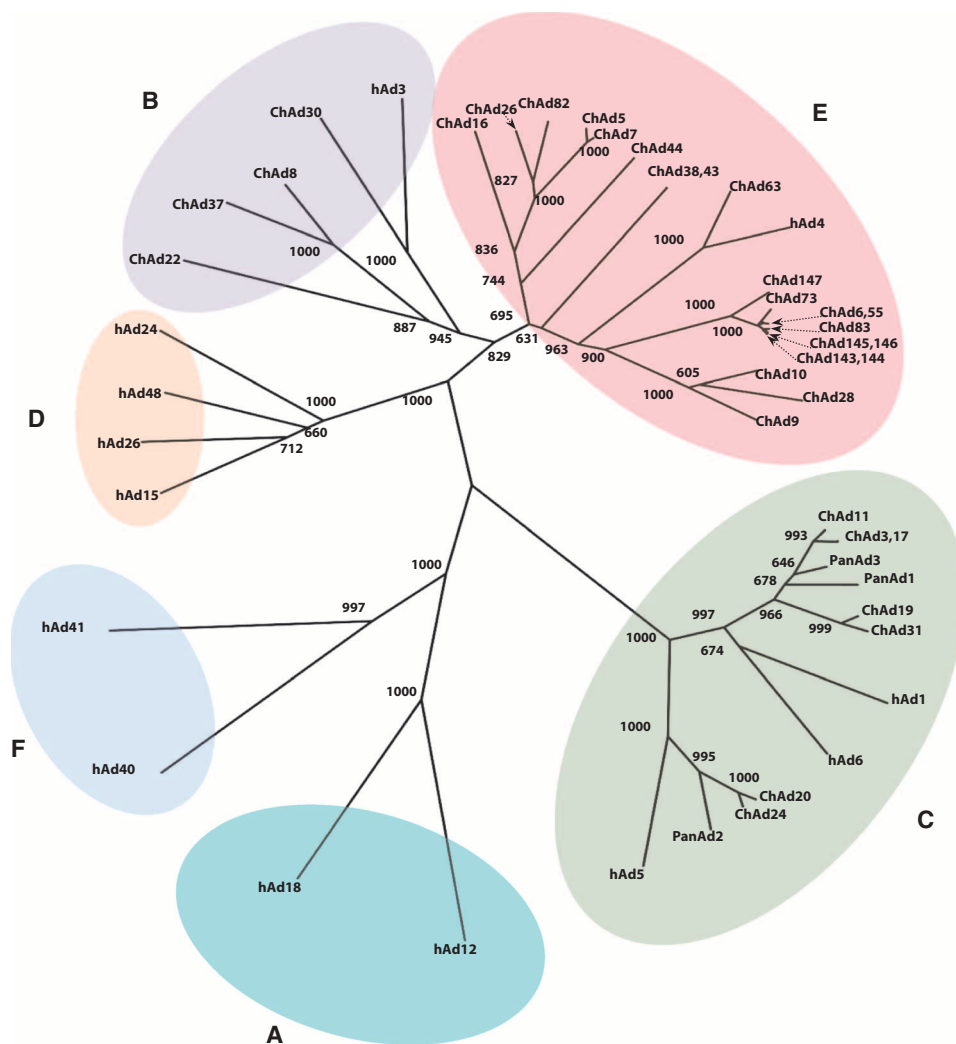 B
E
hAd3
ChAd30
ChAd8
ChAd37
ChAd22
1000
1000
887
945
ChAd26
ChAd82
ChAd16
ChAd5
ChAd7
1000
ChAd44
ChAd38,43
ChAd63
hAd4
827
1000
836
744
1000
695
631
829
963
900
ChAd147
ChAd73
1000
1000
ChAd6,55
ChAd83
ChAd145,146
ChAd143,144
605
ChAd10
1000
ChAd28
ChAd9
D
hAd24
hAd48
hAd26
hAd15
1000
1000
660
712
ChAd11
993
ChAd3,17
646
PanAd3
678
PanAd1
997
966
ChAd19
999
ChAd31
1000
674
hAd1
hAd6
1000
995
1000
ChAd20
ChAd24
PanAd2
hAd5
C
1000
997
hAd41
F
hAd40
1000
hAd18
hAd12
A